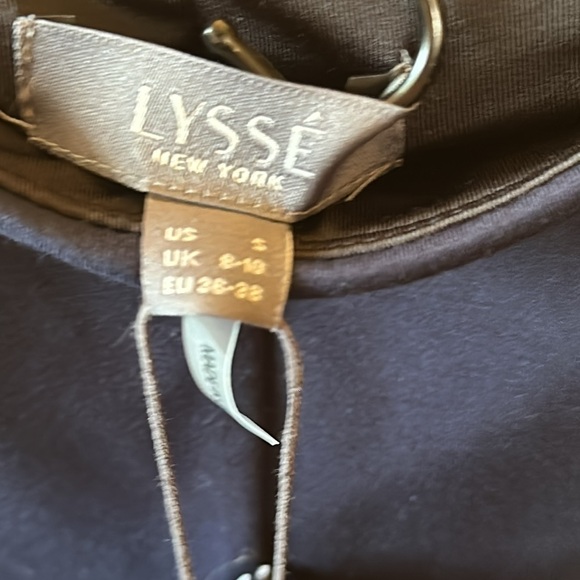 LYSSÉ
NEW YORK
US S
UK 8-10
EU 36-38